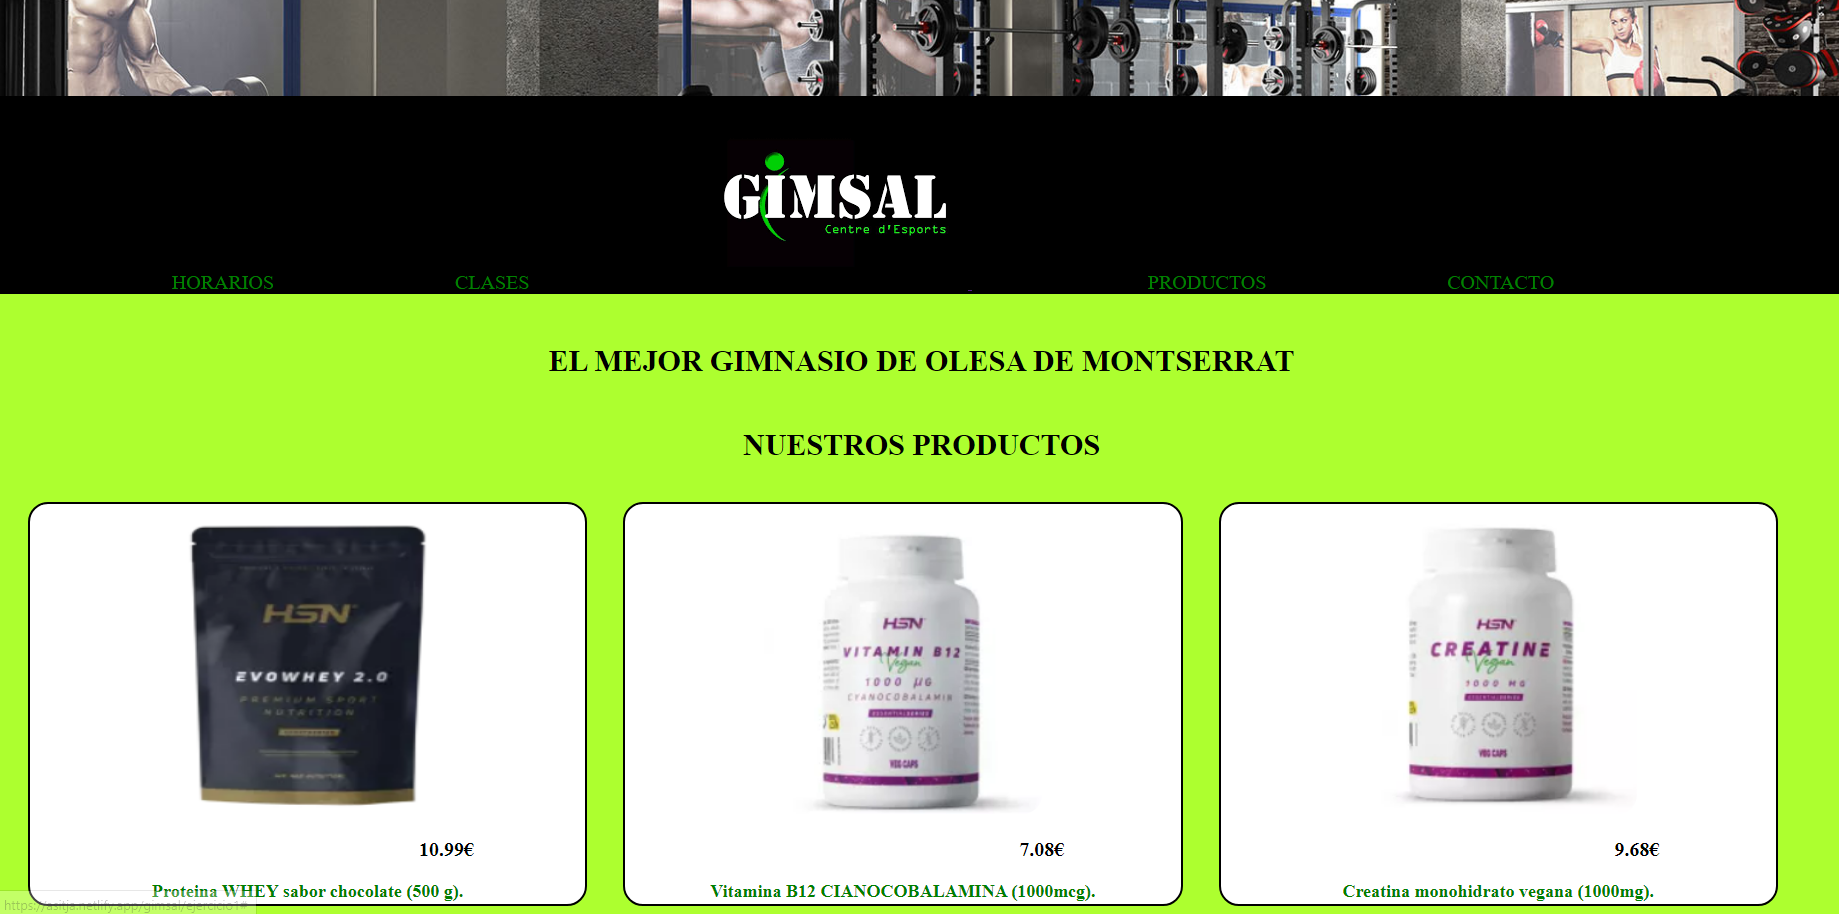 GIMSAL
Centre d'Esports
HORARIOS
CLASES
PRODUCTOS
CONTACTO
EL MEJOR GIMNASIO DE OLESA DE MONTSERRAT
NUESTROS PRODUCTOS
HSN
EVOWHEY 2.0
PREMIUM SPORT
NUTRITION
10.99€
Proteina WHEY sabor chocolate (500 g).
HSN
VITAMIN B12
Vegan
1000 µG
CYANOCOBALAMIN
ESSENTIALSERIES
VEG CAPS
7.08€
Vitamina B12 CIANOCOBALAMINA (1000mcg).
HSN
CREATINE
Vegan
1000 MG
ESSENTIALSERIES
VEG CAPS
9.68€
Creatina monohidrato vegana (1000mg).
https://asitja.netlify.app/gimsal/ejercicio1#